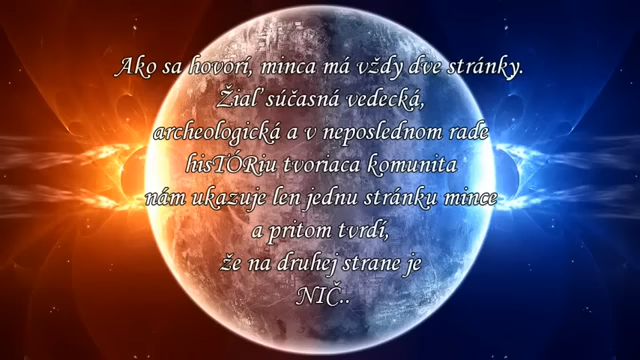 Ako sa hovorí, minca má vždy dve stránky.
Žiaľ súčasná vedecká,
archeologická a v neposlednom rade
hisTÓRiu tvoriaca komunita
nám ukazuje len jednu stránku mince
a pritom tvrdí,
že na druhej strane je
NIČ..